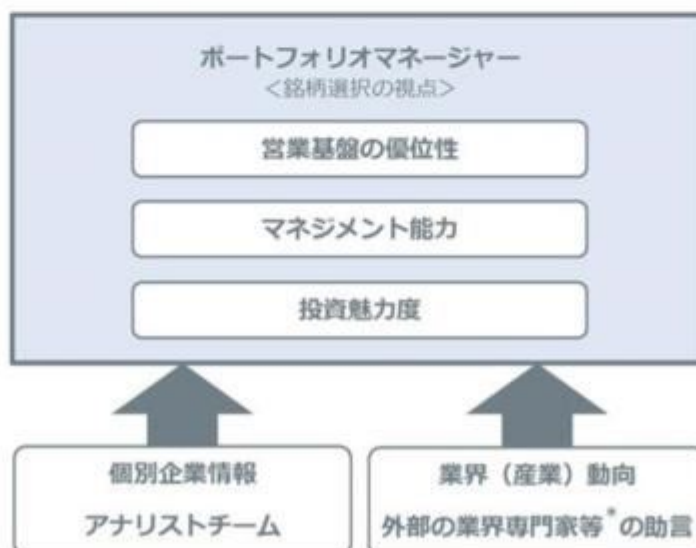 ポートフォリオマネージャー
＜銘柄選択の視点＞
営業基盤の優位性
マネジメント能力
投資魅力度
個別企業情報
アナリストチーム
業界（産業）動向
外部の業界専門家等*の助言